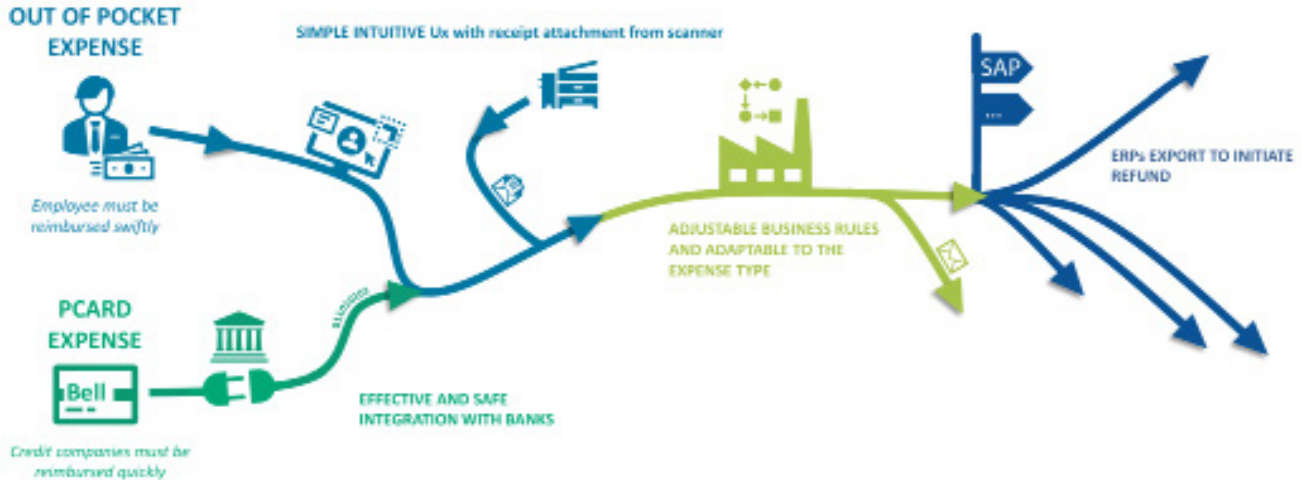 OUT OF POCKET
EXPENSE
SIMPLE INTUITIVE Ux with receipt attachment from scanner
SAP
...
ERPs EXPORT TO INITIATE
REFUND
Employee must be
reimbursed swiftly
ADJUSTABLE BUSINESS RULES
AND ADAPTABLE TO THE
EXPENSE TYPE
PCARD
EXPENSE
Bell
EFFECTIVE AND SAFE
INTEGRATION WITH BANKS
Credit companies must be
reimbursed quickly